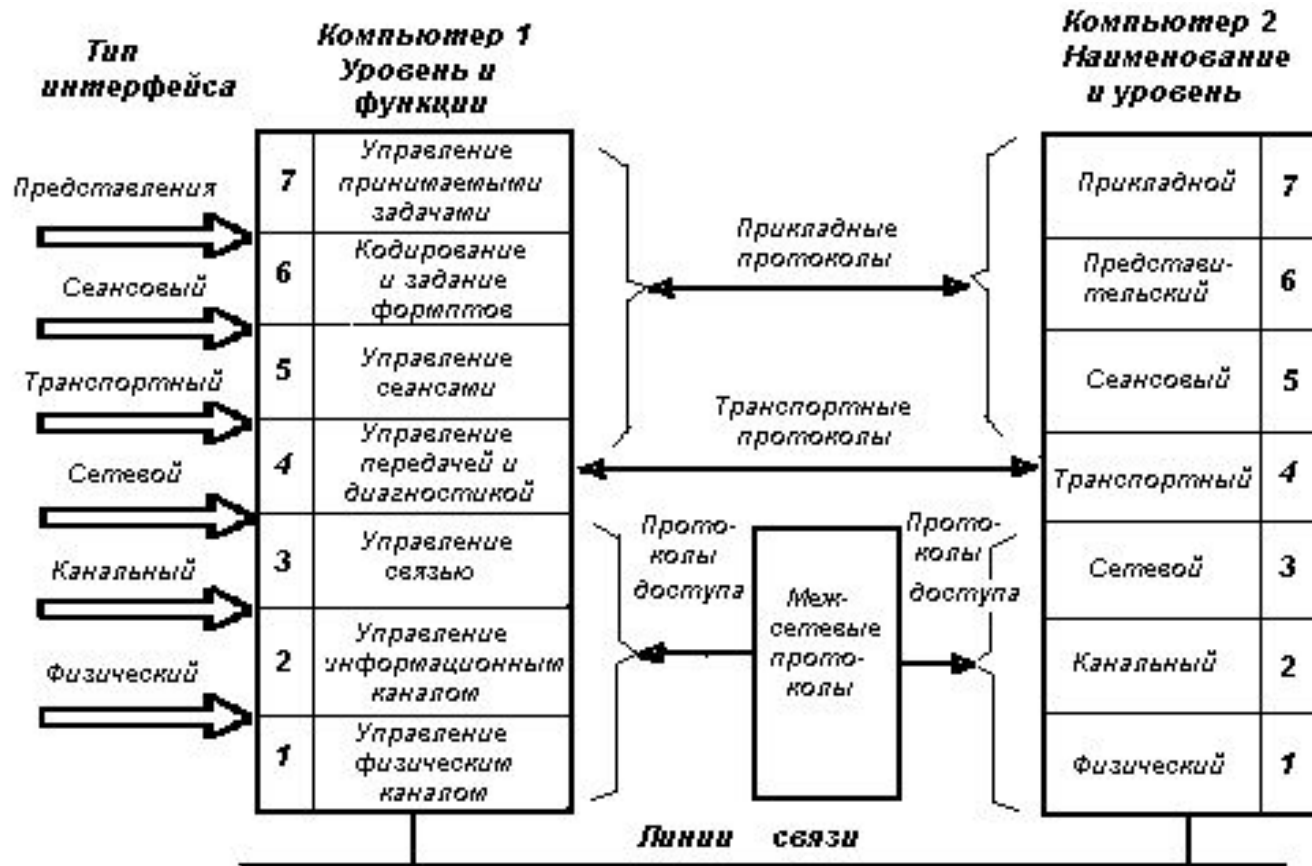 Тип
интерфейса
Компьютер 1
Уровень и
функции
Компьютер 2
Наименование
и уровень
Представления
Сеансовый
Транспортный
Сетевой
Канальный
Физический
7
Управление
принимаемыми
задачами
6
Кодирование
и задание
формптов
5
Управление
сеансами
4
Управление
передачей и
диагностикой
3
Управление
связью
2
Управление
информационным
каналом
1
Управление
физическим
каналом
Прикладные
протоколы
Транспортные
протоколы
Прото-
колы
доступа
Меж-
сетевые
прото-
колы
Прото-
колы
доступа
Прикладной 7
Представи-
тельский 6
Сеансовый 5
Транспортный 4
Сетевой 3
Канальный 2
Физический 1
Линии связи